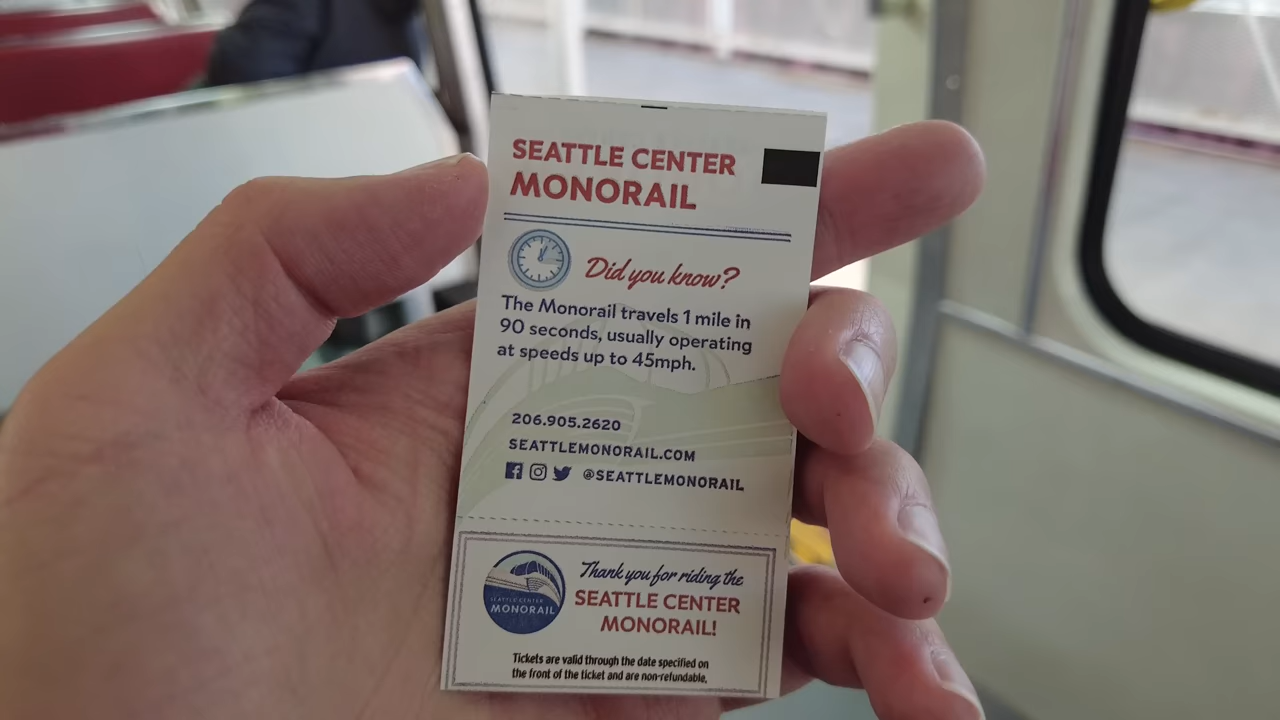 SEATTLE CENTER
MONORAIL
Did you know?
The Monorail travels 1 mile in
90 seconds, usually operating
at speeds up to 45mph.
206.905.2620
SEATTLEMONORAIL.COM
@SEATTLEMONORAIL
SEATTLE CENTER
MONORAIL
Thank you for riding the
SEATTLE CENTER
MONORAIL!
Tickets are valid through the date specified on
the front of the ticket and are non-refundable.